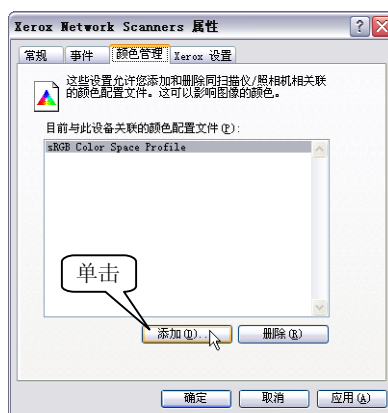 Xerox Network Scanners 属性
常规 事件 颜色管理 Xerox 设置
这些设置允许您添加和删除同扫描仪/照相机相关联
的颜色配置文件。这可以影响图像的颜色。
目前与此设备关联的颜色配置文件(P):
sRGB Color Space Profile
单击
添加(D)... 删除(R)
确定 取消 应用(A)